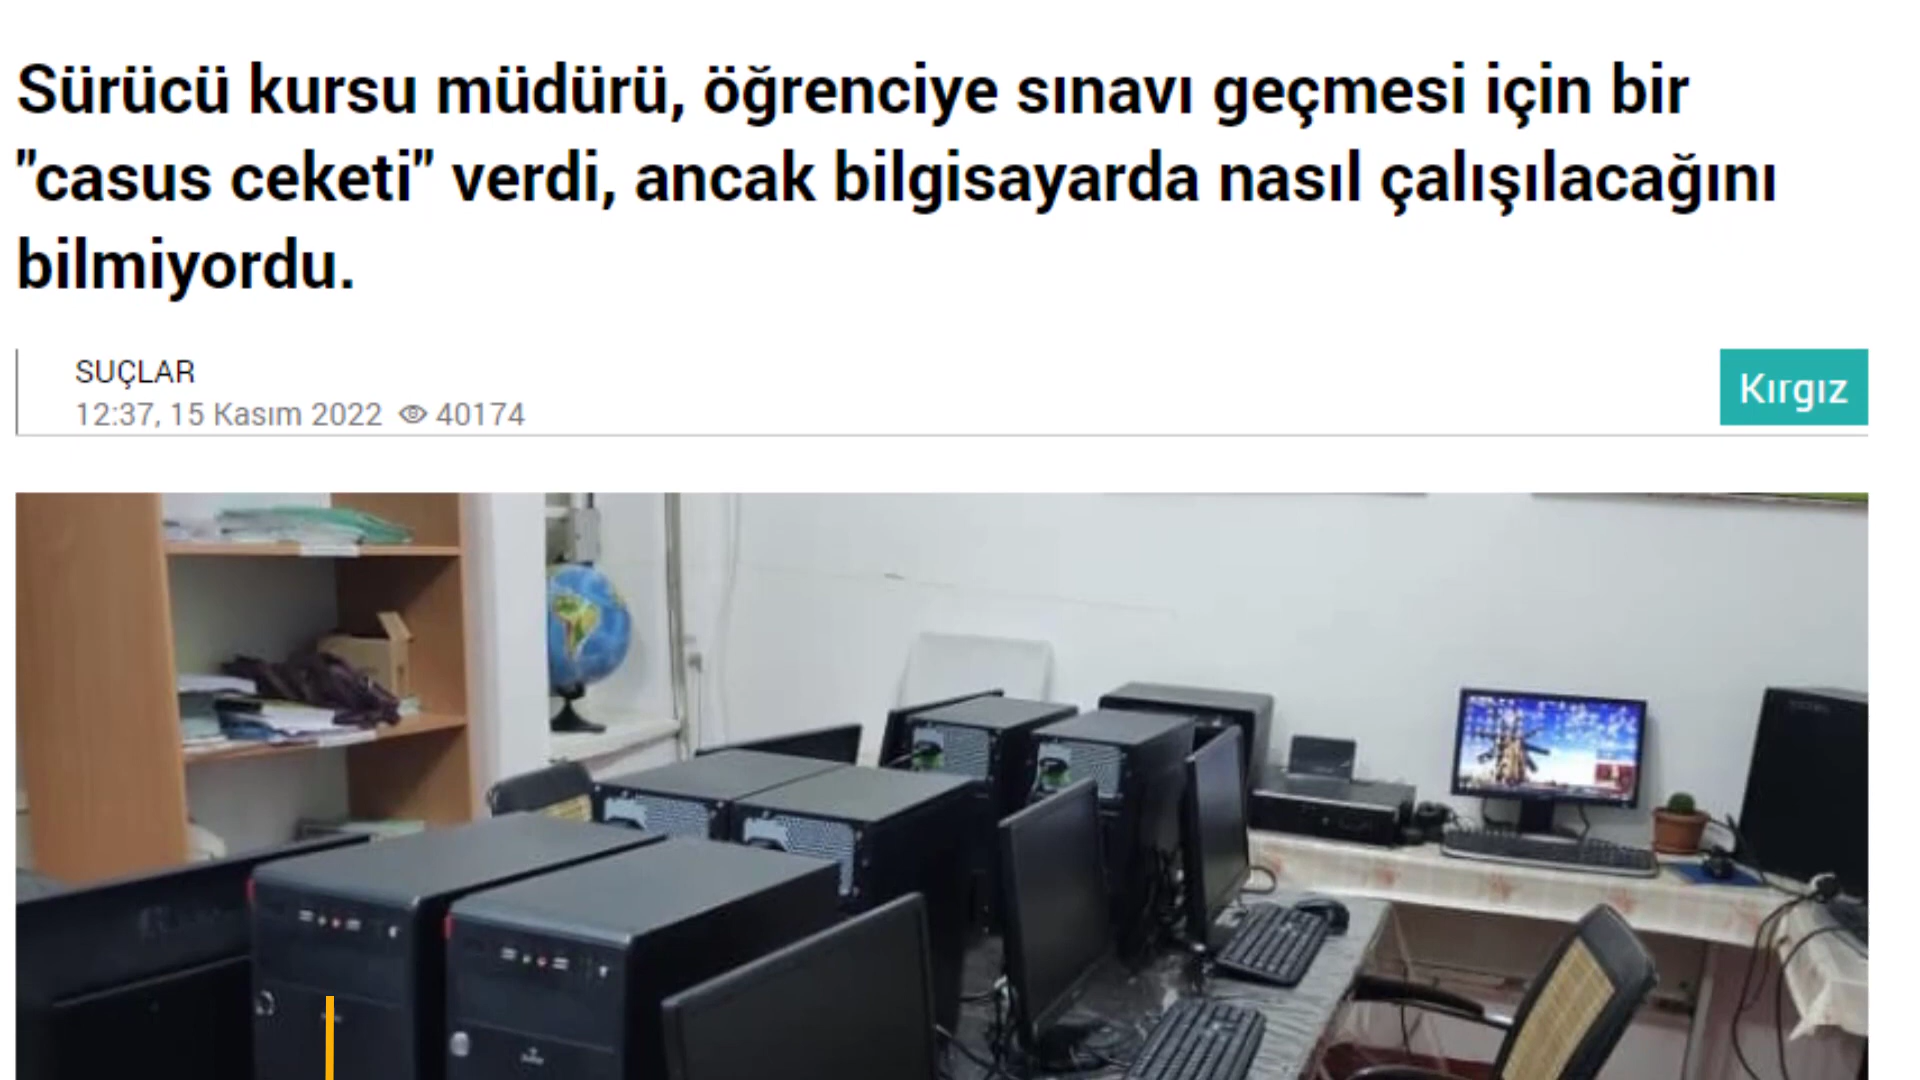 Sürücü kursu müdürü, öğrenciye sınavı geçmesi için bir
"casus ceketi" verdi, ancak bilgisayarda nasıl çalışılacağını
bilmiyordu.
SUÇLAR
12:37, 15 Kasım 2022 40174
Kırgız